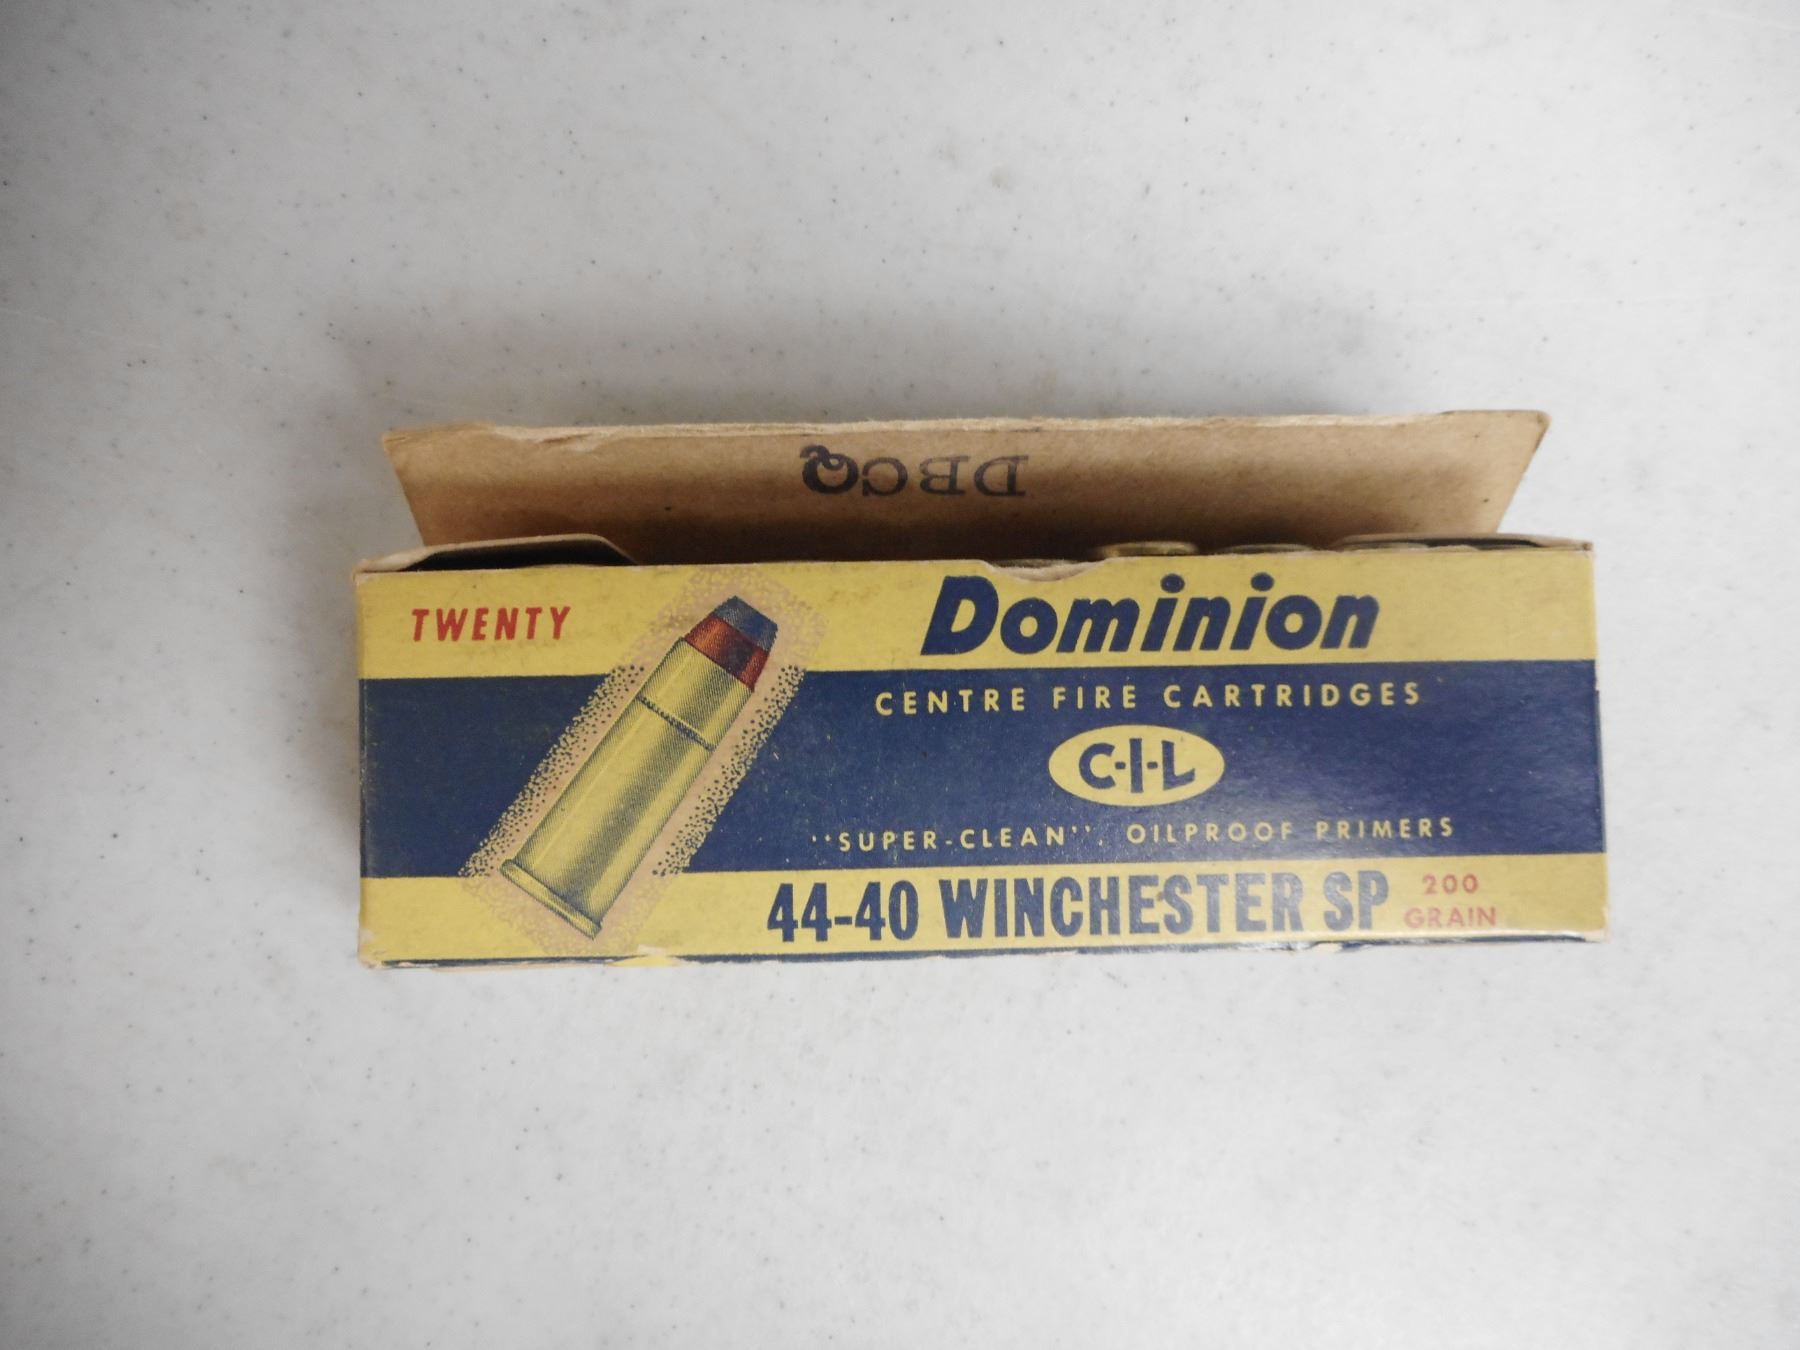 DBCQ
TWENTY
Dominion
CENTRE FIRE CARTRIDGES
C-I-L
"SUPER-CLEAN", OILPROOF PRIMERS
44-40 WINCHESTER SP 200 GRAIN